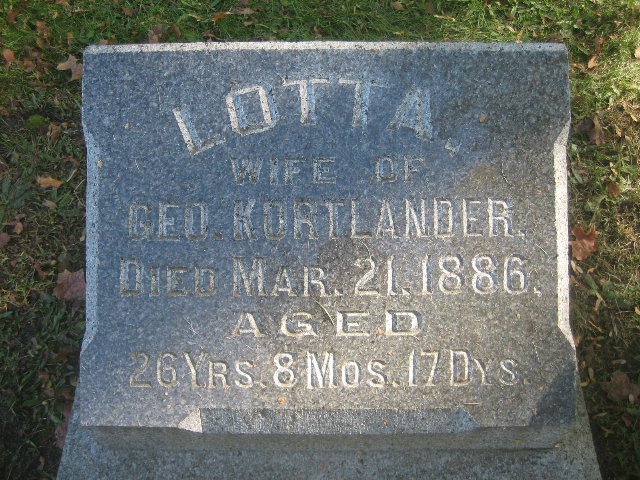 LOTTA,
WIFE OF
GEO. KORTLANDER.
DIED MAR. 21, 1886.
AGED
26 YRS. 8 MOS. 17 DYS.